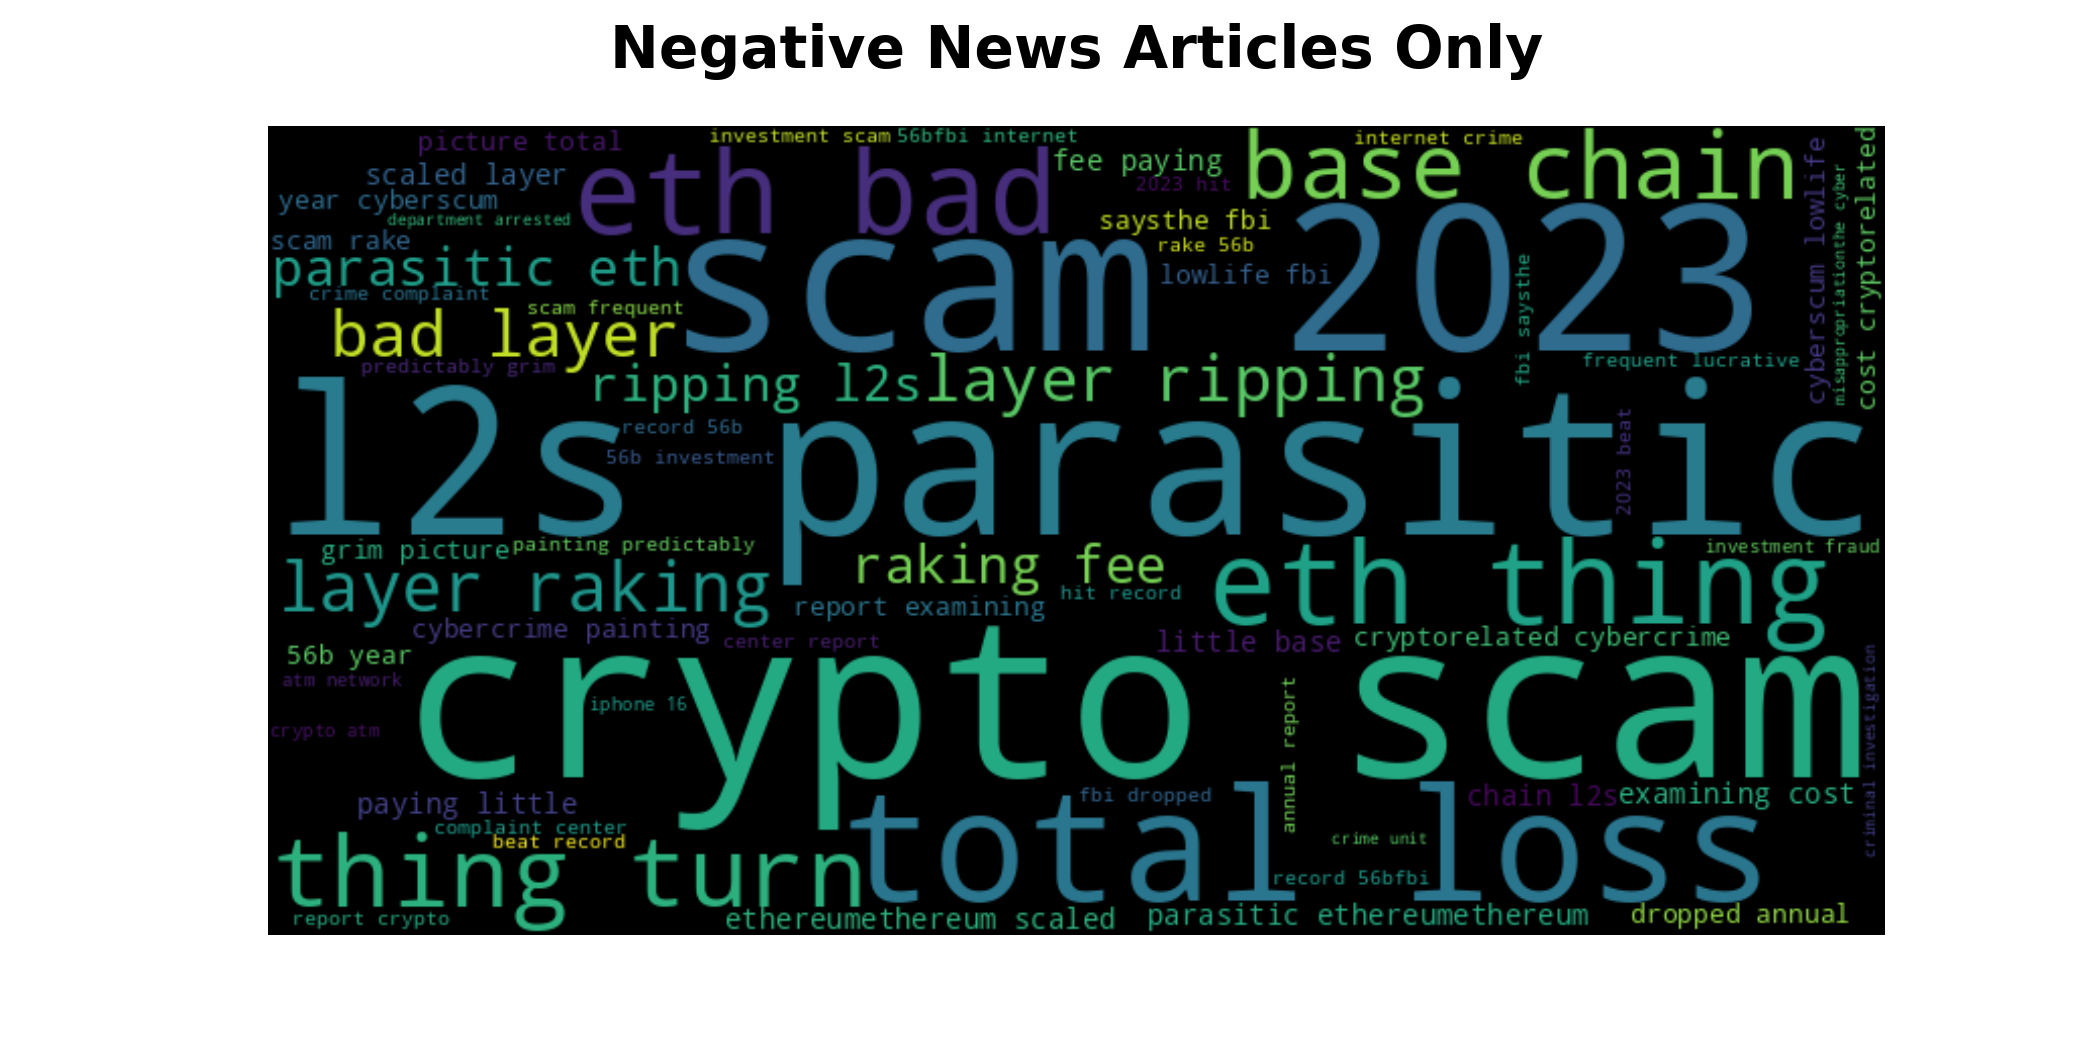 Negative News Articles Only
picture total
investment scam
56bfbi internet
internet crime
base chain
cost cryptorelated
scaled layer
eth bad
fee paying
2023 hit
cyberscum lowlife
misappropriationthe cyber
year cyberscum
department arrested
saysthe fbi
scam 2023
scam rake
parasitic eth
rake 56b
lowlife fbi
fbi saysthe
crime complaint
scam frequent
bad layer
predictably grim
ripping l2s
layer ripping
frequent lucrative
l2s parasitic
record 56b
56b investment
2023 beat
grim picture
painting predictably
raking fee
eth thing
investment fraud
layer raking
report examining
hit record
cybercrime painting
center report
little base
cryptorelated cybercrime
56b year
atm network
crypto scam
iphone 16
crypto atm
annual report
criminal investigation
paying little
total loss
fbi dropped
chain l2s
examining cost
complaint center
beat record
thing turn
crime unit
record 56bfbi
report crypto
ethereumethereum scaled
parasitic ethereumethereum
dropped annual